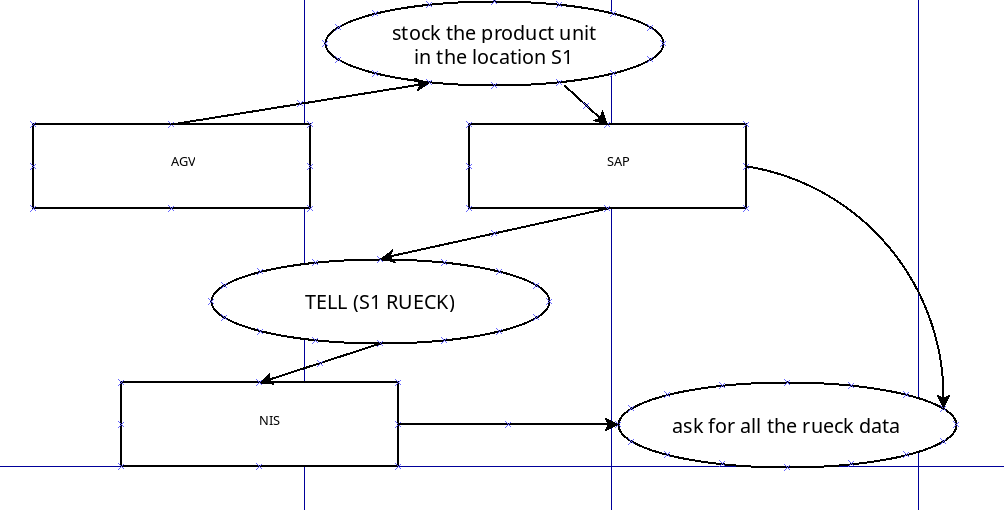 stock the product unit
in the location S1
AGV
SAP
TELL (S1 RUECK)
NIS
ask for all the rueck data